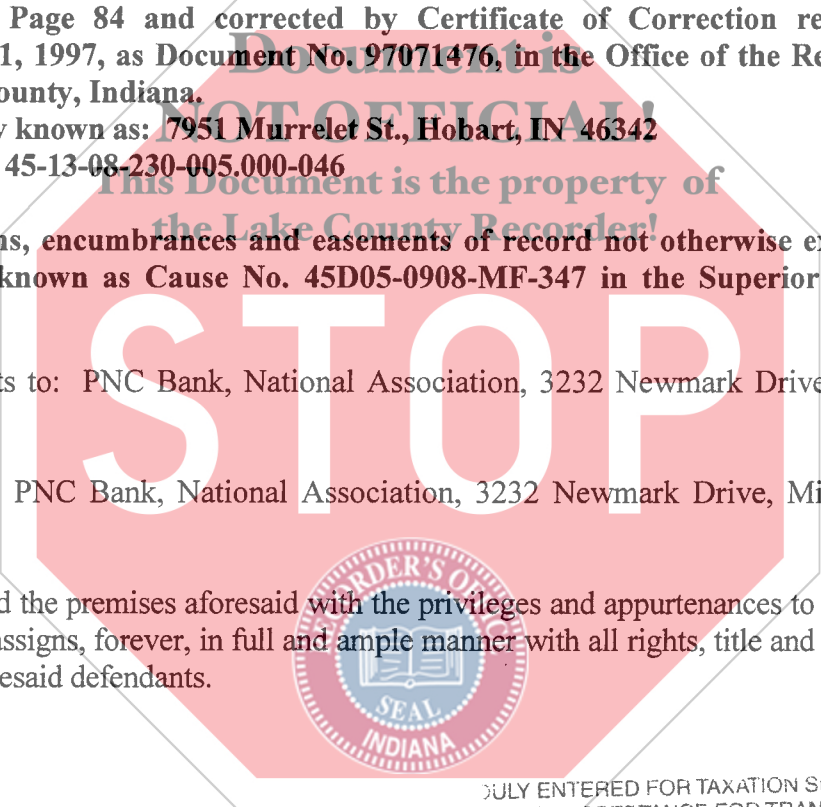 Page 84 and corrected by Certificate of Correction re
1, 1997, as Document No. 97071476, in the Office of the Re
ounty, Indiana.
y known as: 7951 Murrelet St., Hobart, IN 46342
45-13-08-230-005.000-046
Document is
NOT OFFICIAL!
This Document is the property of
the Lake County Recorder!
ns, encumbrances and easements of record not otherwise ex
known as Cause No. 45D05-0908-MF-347 in the Superior
STOP
ts to: PNC Bank, National Association, 3232 Newmark Drive
PNC Bank, National Association, 3232 Newmark Drive, Mi
d the premises aforesaid with the privileges and appurtenances to
assigns, forever, in full and ample manner with all rights, title and
esaid defendants.
RECORDER'S OFFICE
SEAL
INDIANA
DULY ENTERED FOR TAXATION S